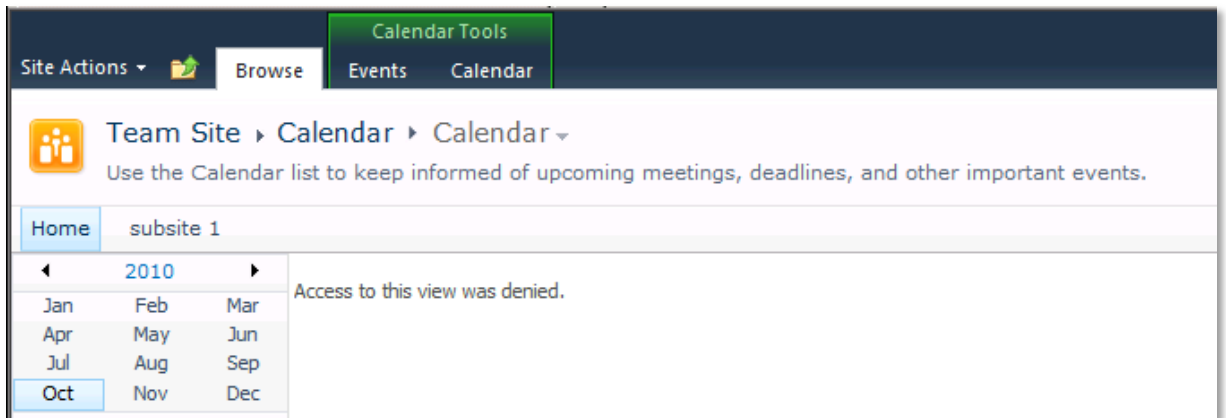 Calendar Tools
Site Actions Browse Events Calendar
Team Site Calendar Calendar
Use the Calendar list to keep informed of upcoming meetings, deadlines, and other important events.
Home subsite 1
2010
Access to this view was denied.
Jan Feb Mar
Apr May Jun
Jul Aug Sep
Oct Nov Dec